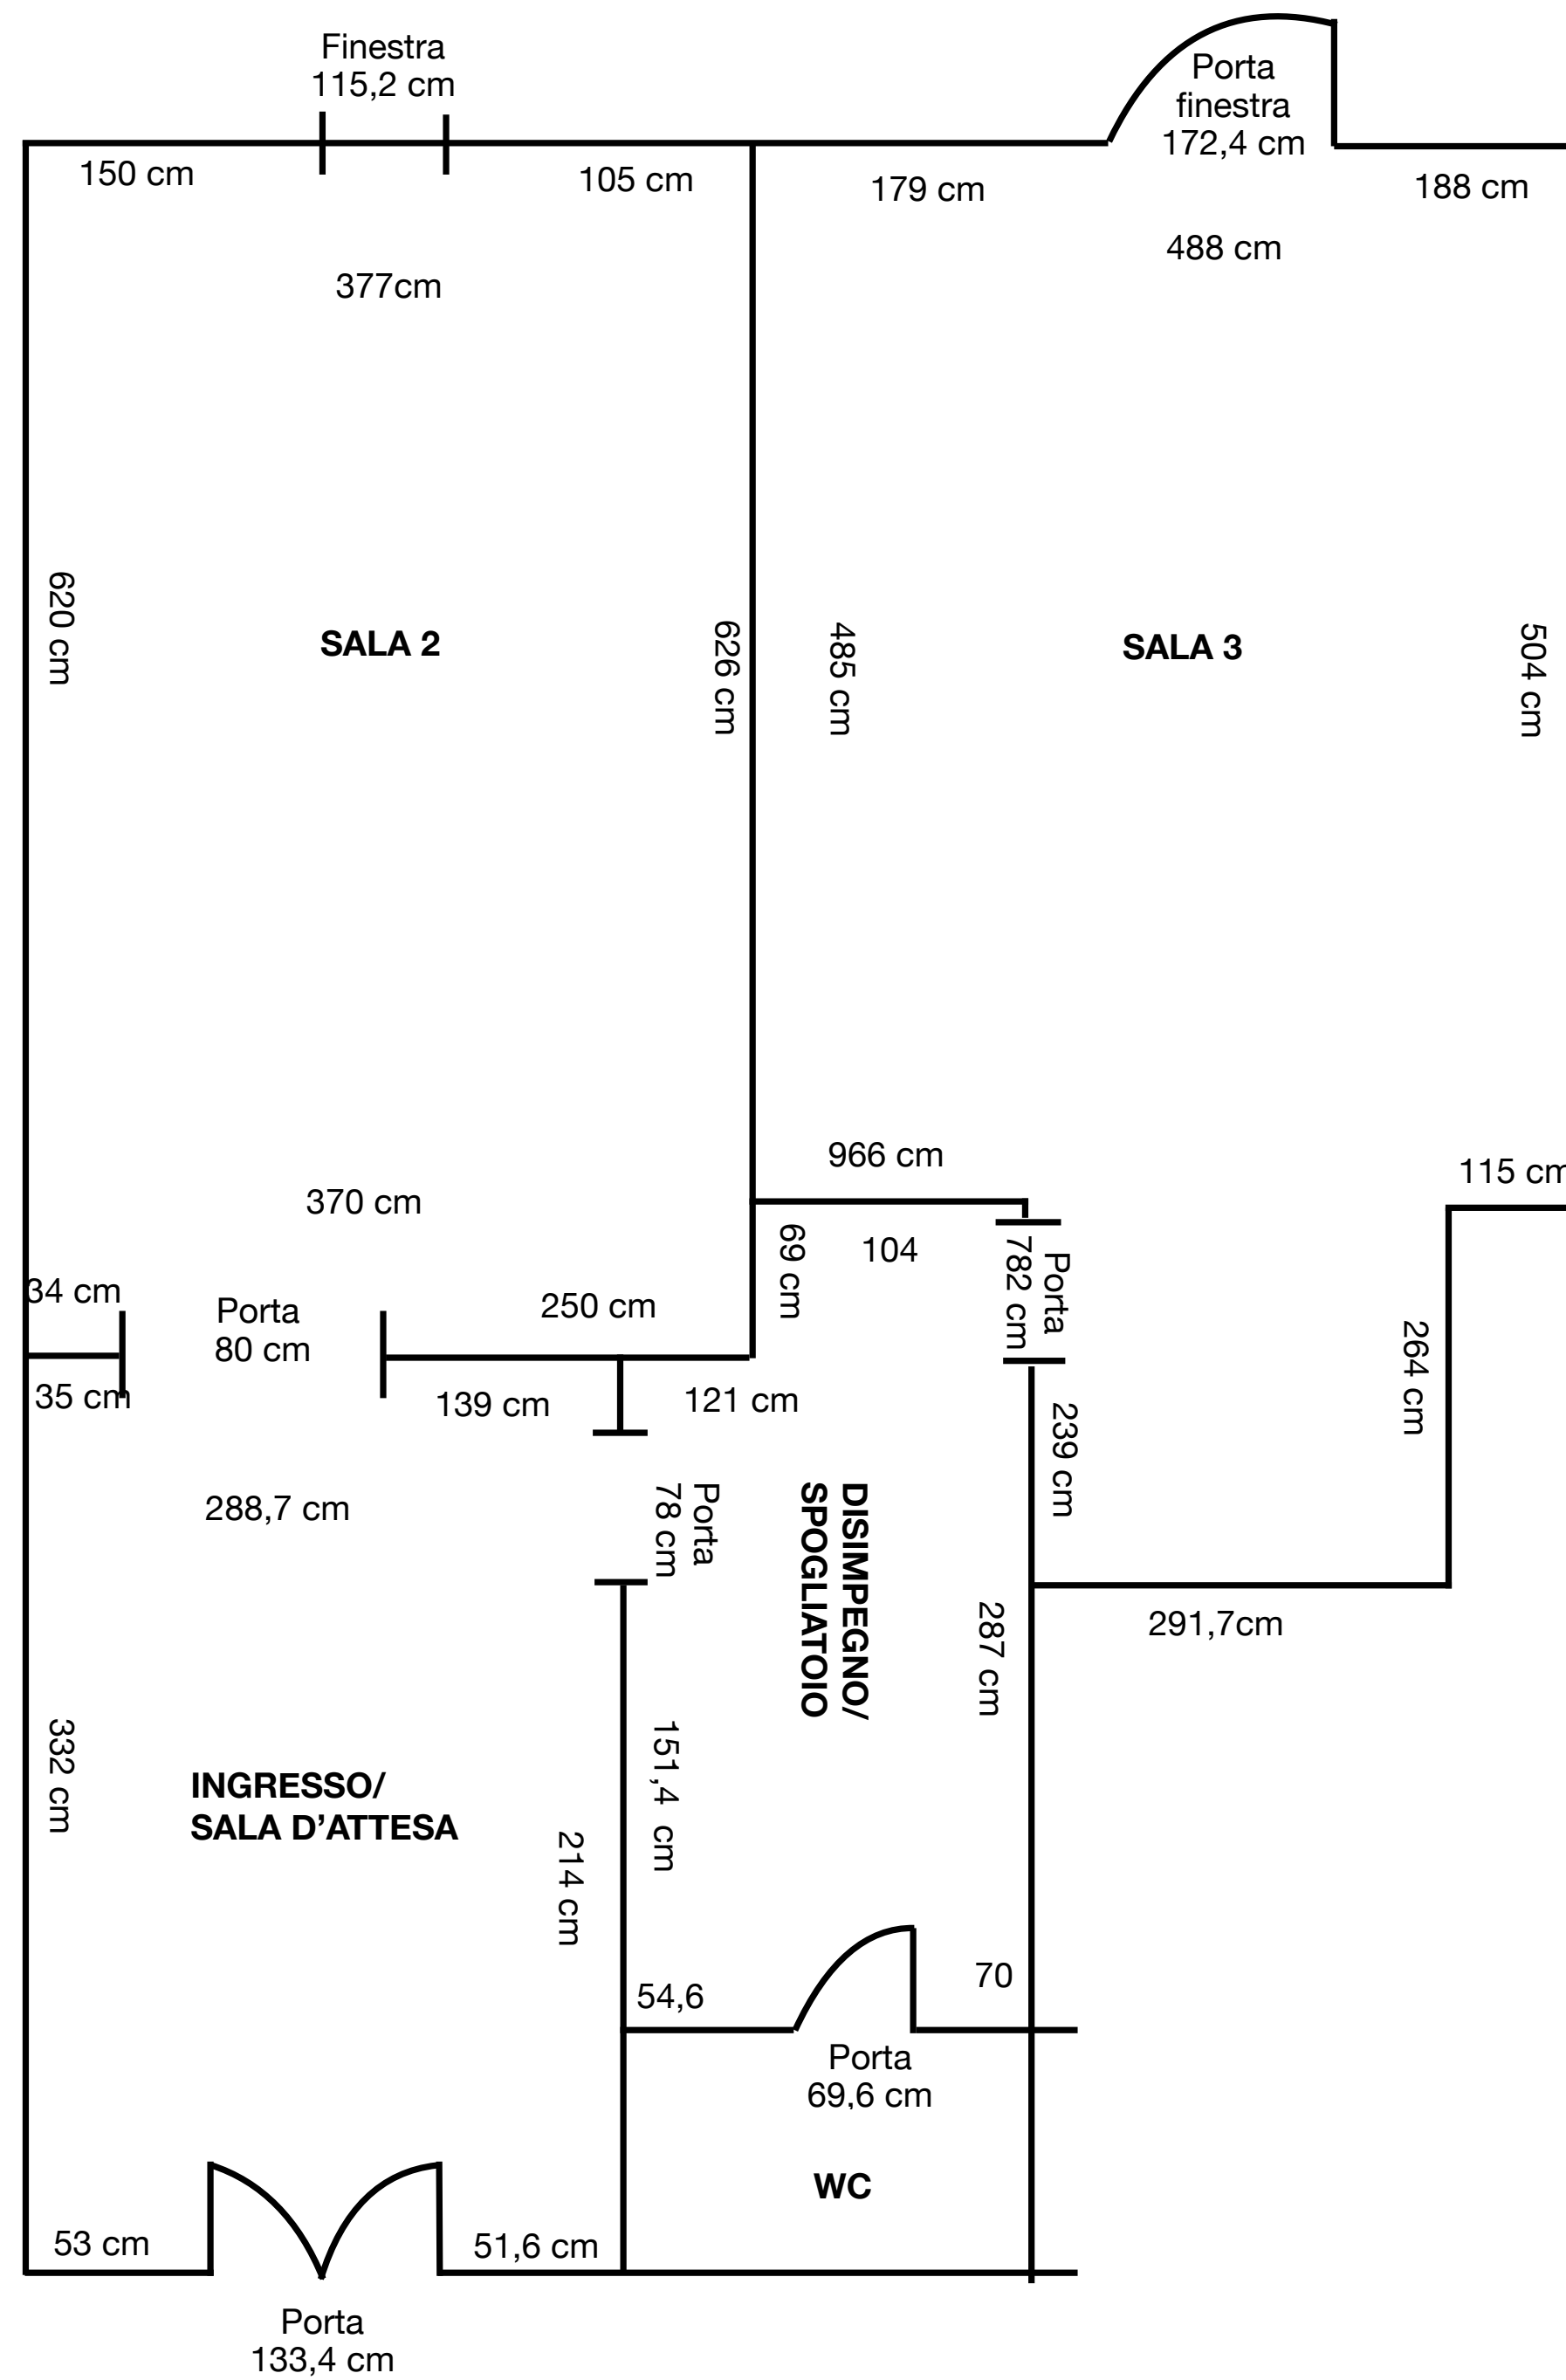 Finestra
115,2 cm
Porta
finestra
172,4 cm
150 cm
105 cm
179 cm
188 cm
488 cm
377cm
620 cm
SALA 2
626 cm
485 cm
SALA 3
504 cm
966 cm
115 cm
370 cm
69 cm
104
Porta
782 cm
34 cm
Porta
80 cm
250 cm
264 cm
35 cm
139 cm
121 cm
239 cm
288,7 cm
Porta
78 cm
DISIMPEGNO/
SPOGLIATOIO
287 cm
291,7cm
332 cm
INGRESSO/
SALA D’ATTESA
151,4 cm
214 cm
54,6
70
Porta
69,6 cm
WC
53 cm
51,6 cm
Porta
133,4 cm